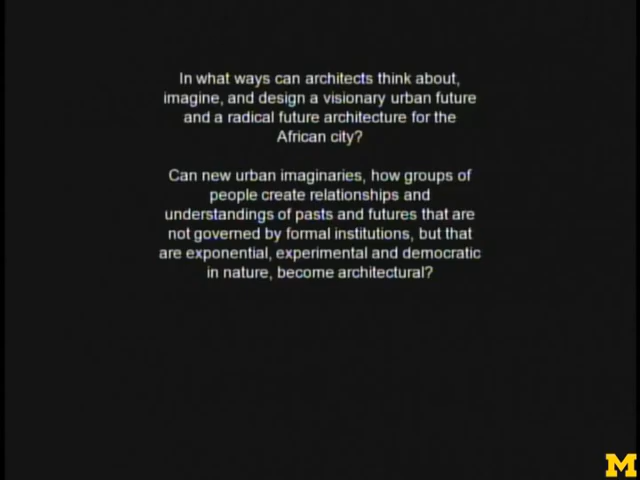 In what ways can architects think about,
imagine, and design a visionary urban future
and a radical future architecture for the
African city?
Can new urban imaginaries, how groups of
people create relationships and
understandings of pasts and futures that are
not governed by formal institutions, but that
are exponential, experimental and democratic
in nature, become architectural?
M